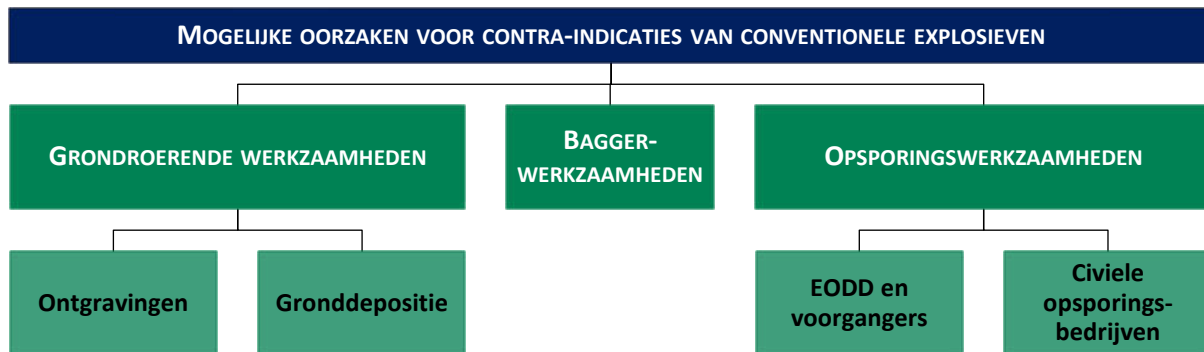 MOGELIJKE OORZAKEN VOOR CONTRA-INDICATIES VAN CONVENTIONELE EXPLOSIEVEN
GRONDROERENDE WERKZAAMHEDEN
BAGGER-
WERKZAAMHEDEN
OPSPORINGSWERKZAAMHEDEN
Ontgravingen
Gronddepositie
EODD en
voorgangers
Civiele
opsporings-
bedrijven